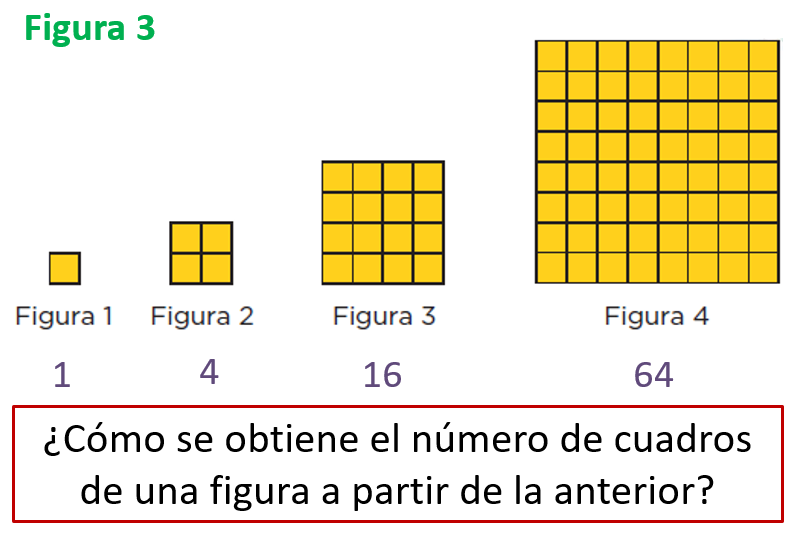 Figura 3
Figura 1 Figura 2 Figura 3 Figura 4
1 4 16 64
¿Cómo se obtiene el número de cuadros
de una figura a partir de la anterior?